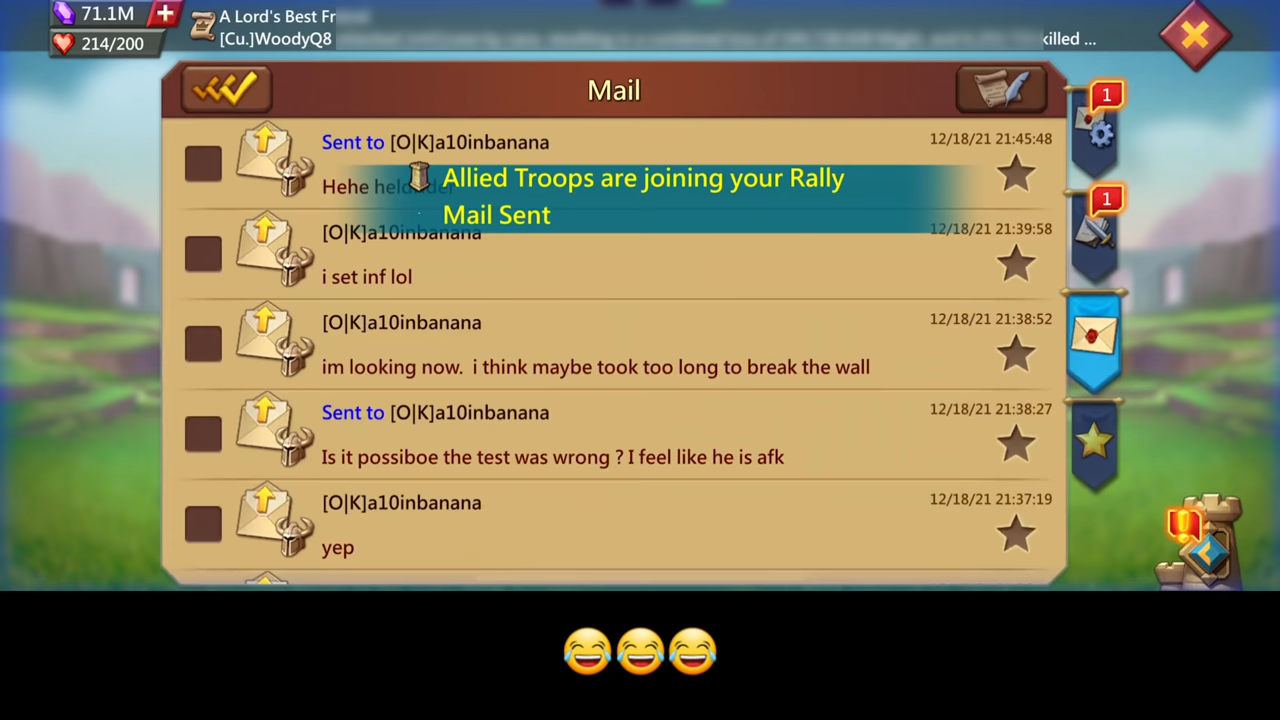 71.1M
214/200
A Lord's Best Fr
[Cu.]WoodyQ8
killed ...
Mail
1
1
Sent to [O|K]a10inbanana
12/18/21 21:45:48
Hehe
Allied Troops are joining your Rally
Mail Sent
[O|K]a10inbanana
12/18/21 21:39:58
i set inf lol
[O|K]a10inbanana
12/18/21 21:38:52
im looking now. i think maybe took too long to break the wall
Sent to [O|K]a10inbanana
12/18/21 21:38:27
Is it possiboe the test was wrong ? I feel like he is afk
[O|K]a10inbanana
12/18/21 21:37:19
yep